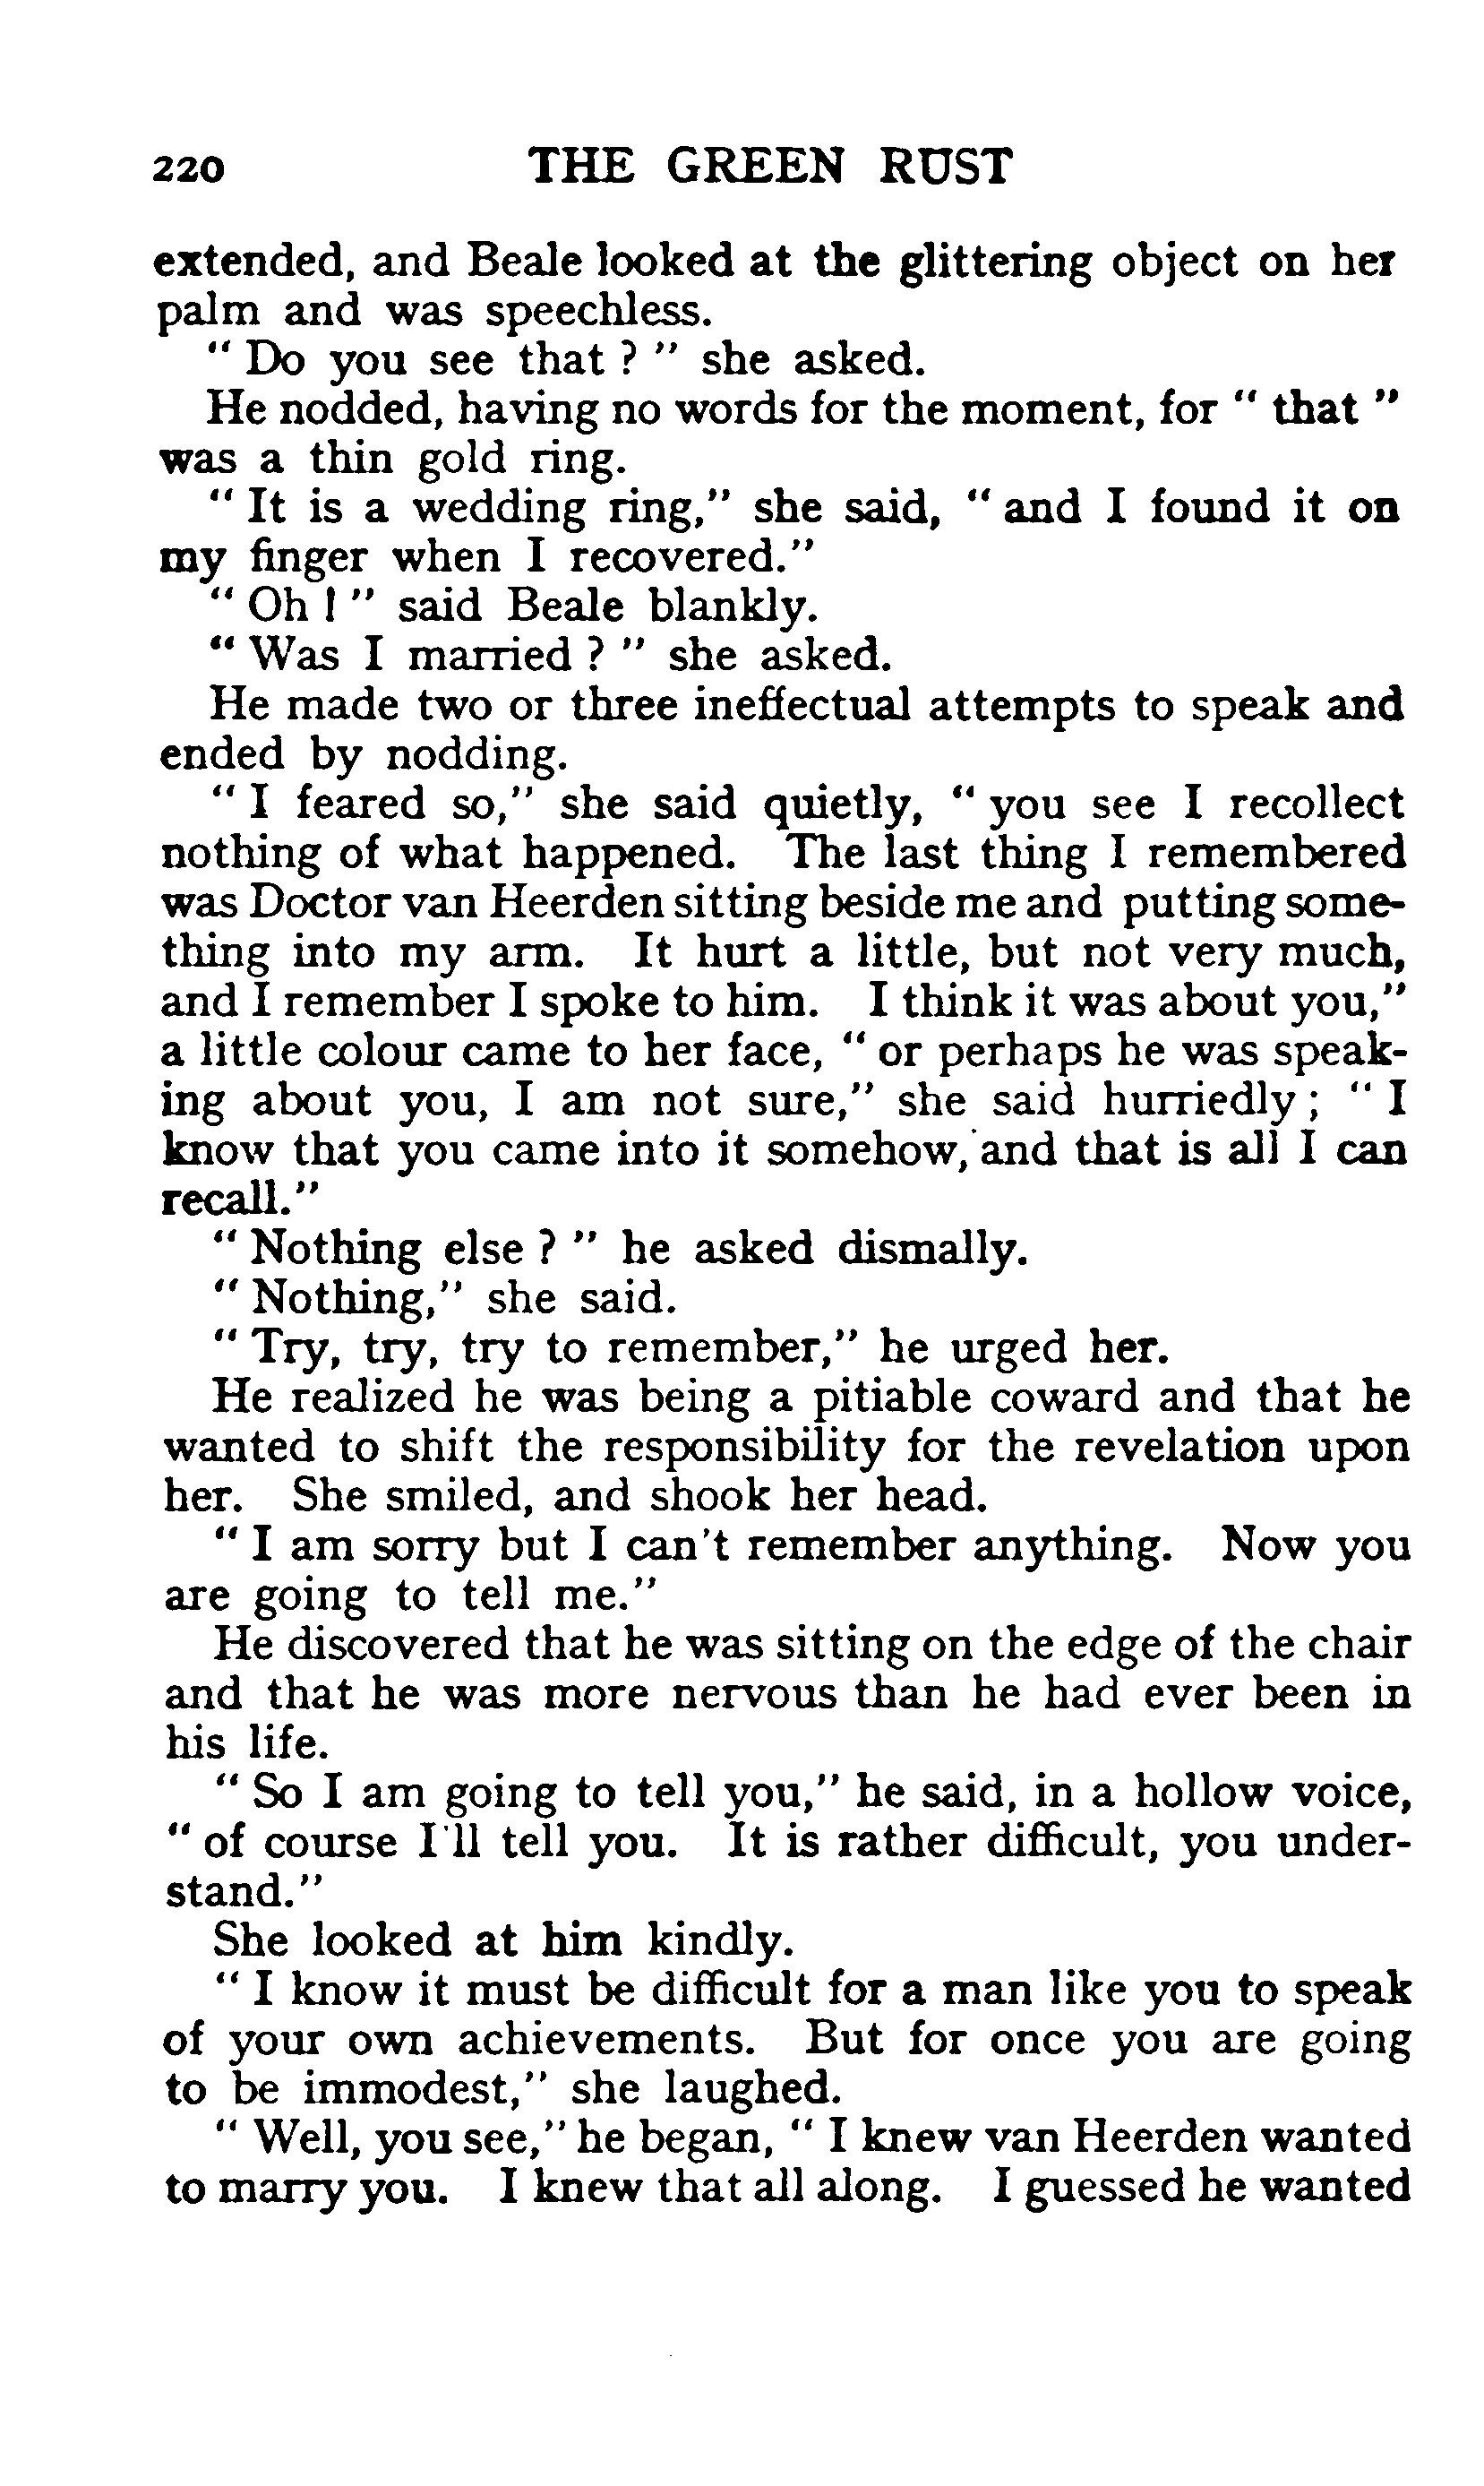 220 THE GREEN RUST
extended, and Beale looked at the glittering object on her
palm and was speechless.
" Do you see that ? " she asked.
He nodded, having no words for the moment, for " that "
was a thin gold ring.
" It is a wedding ring," she said, " and I found it on
my finger when I recovered."
" Oh ! " said Beale blankly.
" Was I married ? " she asked.
He made two or three ineffectual attempts to speak and
ended by nodding.
" I feared so," she said quietly, " you see I recollect
nothing of what happened. The last thing I remembered
was Doctor van Heerden sitting beside me and putting some-
thing into my arm. It hurt a little, but not very much,
and I remember I spoke to him. I think it was about you,"
a little colour came to her face, " or perhaps he was speak-
ing about you, I am not sure," she said hurriedly ; " I
know that you came into it somehow, and that is all I can
recall."
" Nothing else ? " he asked dismally.
" Nothing," she said.
" Try, try, try to remember," he urged her.
He realized he was being a pitiable coward and that he
wanted to shift the responsibility for the revelation upon
her. She smiled, and shook her head.
" I am sorry but I can't remember anything. Now you
are going to tell me."
He discovered that he was sitting on the edge of the chair
and that he was more nervous than he had ever been in
his life.
" So I am going to tell you," he said, in a hollow voice,
" of course I'll tell you. It is rather difficult, you under-
stand."
She looked at him kindly.
" I know it must be difficult for a man like you to speak
of your own achievements. But for once you are going
to be immodest," she laughed.
" Well, you see," he began, " I knew van Heerden wanted
to marry you. I knew that all along. I guessed he wanted